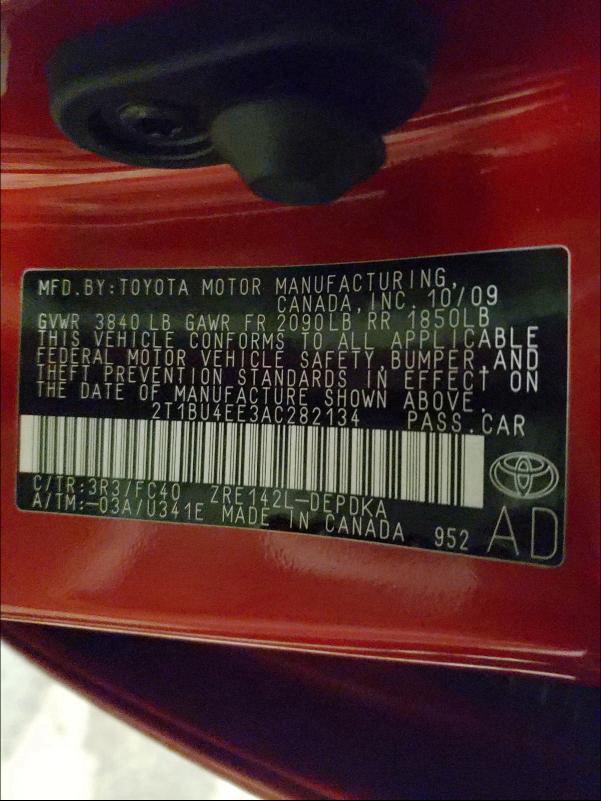 MFD.BY:TOYOTA MOTOR MANUFACTURING,
CANADA,INC. 10/09
GVWR 3840 LB GAWR FR 2090LB RR 1850LB
THIS VEHICLE CONFORMS TO ALL APPLICABLE
FEDERAL MOTOR VEHICLE SAFETY,BUMPER,AND
THEFT PREVENTION STANDARDS IN EFFECT ON
THE DATE OF MANUFACTURE SHOWN ABOVE.
2T1BU4EE3AC282134 PASS.CAR
C/TR:3R3/FC40 ZRE142L-DEPDKA
A/TM:-03A/U341E MADE IN CANADA 952 AD